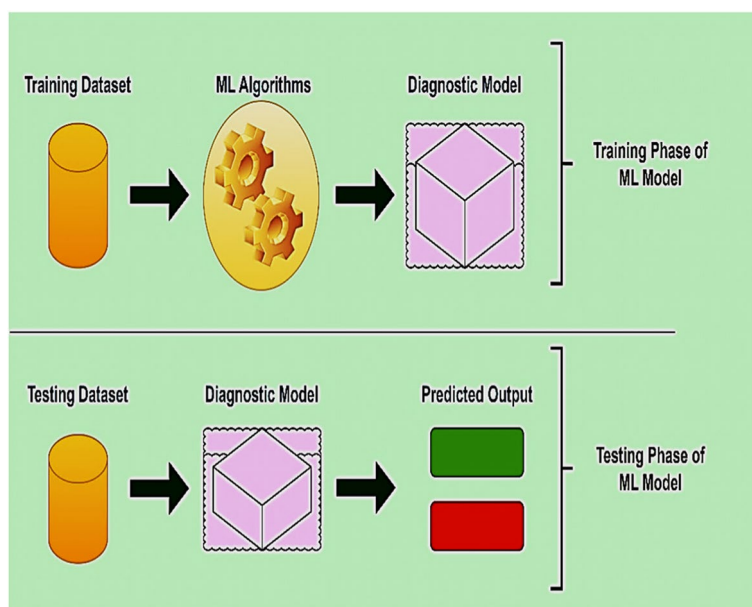 Training Dataset
ML Algorithms
Diagnostic Model
Training Phase of
ML Model
Testing Dataset
Diagnostic Model
Predicted Output
Testing Phase of
ML Model